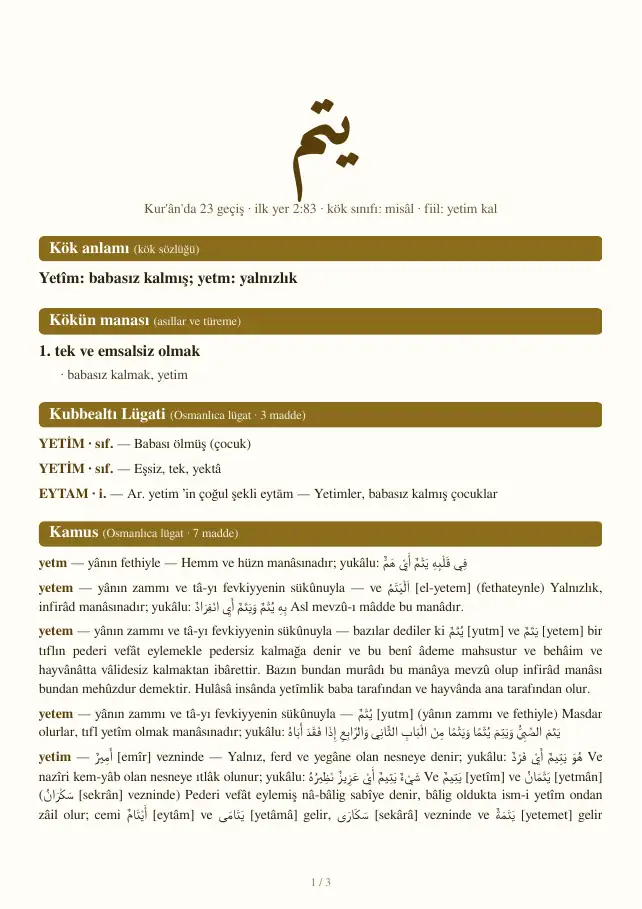 يتم
Kur'ân'da 23 geçiş · ilk yer 2:83 · kök sınıfı: misâl · fiil: yetim kal
Kök anlamı (kök sözlüğü)
Yetîm: babasız kalmış; yetm: yalnızlık
Kökün manası (asıllar ve türeme)
1. tek ve emsalsiz olmak
· babasız kalmak, yetim
Kubbealtı Lügati (Osmanlıca lügat · 3 madde)
YETİM · sıf. — Babası ölmüş (çocuk)
YETİM · sıf. — Eşsiz, tek, yektâ
EYTAM · i. — Ar. yetim 'in çoğul şekli eytām — Yetimler, babasız kalmış çocuklar
Kamus (Osmanlıca lügat · 7 madde)
yetm — yânın fethiyle — Hemm ve hüzn manâsınadır; yukâlu: فِي قَلْبِهِ يَتْمٌ أَيْ هَمٌّ
yetem — yânın zammı ve tâ-yı fevkiyyenin sükûnuyla — ve اَلْيَتَمُ [el-yetem] (fethateynle) Yalnızlık,
infirâd manâsınadır; yukâlu: بِهِ يُتْمٌ وَيَتَمٌ أَيِ انْفِرَادٌ Asl mevzû-ı mâdde bu manâdır.
yetem — yânın zammı ve tâ-yı fevkiyyenin sükûnuyla — bazılar dediler ki يُتْمٌ [yutm] ve يَتَمٌ [yetem] bir
tıflın pederi vefât eylemekle pedersiz kalmağa denir ve bu benî âdeme mahsustur ve behâim ve
hayvânâtta vâlidesiz kalmaktan ibârettir. Bazın bundan murâdı bu manâya mevzû olup infirâd manâsı
bundan mehûzdur demektir. Hulâsâ insânda yetîmlik baba tarafından ve hayvânda ana tarafından olur.
yetem — yânın zammı ve tâ-yı fevkiyyenin sükûnuyla — يُتْمٌ [yutm] (yânın zammı ve fethiyle) Masdar
olurlar, tıfl yetîm olmak manâsınadır; yukâlu: يَتَمَ الصَّبِيُّ وَيَتِمَ يُتْمًا وَيَتْمًا مِنَ الْبَابِ الثَّانِي وَالرَّابِعِ إِذَا فَقَدَ أَبَاهُ
yetim — أَمِيرٌ [emîr] vezninde — Yalnız, ferd ve yegâne olan nesneye denir; yukâlu: هُوَ يَتِيمٌ أَيْ فَرْدٌ Ve
nazîri kem-yâb olan nesneye ıtlâk olunur; yukâlu: شَيْءٌ يَتِيمٌ أَيْ عَزِيزٌ نَظِيرُهُ Ve يَتِيمٌ [yetîm] ve يَتْمَانُ [yetmân]
(سَكْرَانُ [sekrân] vezninde) Pederi vefât eylemiş nâ-bâlig sabîye denir, bâlig oldukta ism-i yetîm ondan
zâil olur; cemi أَيْتَامٌ [eytâm] ve يَتَامَى [yetâmâ] gelir, سَكَارَى [sekârâ] vezninde ve يَتَمَةٌ [yetemet] gelir
1 / 3